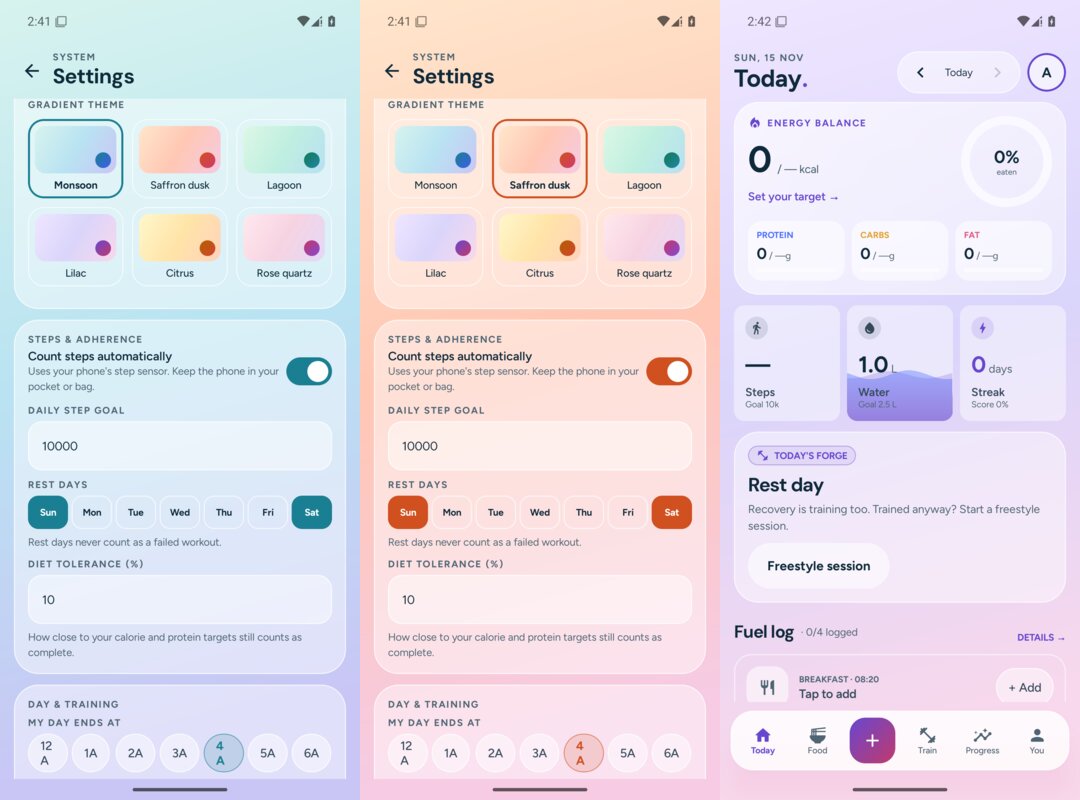 2:41
SYSTEM
Settings
GRADIENT THEME
Monsoon
Saffron dusk
Lagoon
Lilac
Citrus
Rose quartz
STEPS & ADHERENCE
Count steps automatically
Uses your phone's step sensor. Keep the phone in your
pocket or bag.
DAILY STEP GOAL
10000
REST DAYS
Sun Mon Tue Wed Thu Fri Sat
Rest days never count as a failed workout.
DIET TOLERANCE (%)
10
How close to your calorie and protein targets still counts as
complete.
DAY & TRAINING
MY DAY ENDS AT
12 A 1A 2A 3A 4 A 5A 6A
2:41
SYSTEM
Settings
GRADIENT THEME
Monsoon
Saffron dusk
Lagoon
Lilac
Citrus
Rose quartz
STEPS & ADHERENCE
Count steps automatically
Uses your phone's step sensor. Keep the phone in your
pocket or bag.
DAILY STEP GOAL
10000
REST DAYS
Sun Mon Tue Wed Thu Fri Sat
Rest days never count as a failed workout.
DIET TOLERANCE (%)
10
How close to your calorie and protein targets still counts as
complete.
DAY & TRAINING
MY DAY ENDS AT
12 A 1A 2A 3A 4 A 5A 6A
2:42
SUN, 15 NOV
Today.
Today
A
ENERGY BALANCE
0 / — kcal
Set your target →
0%
eaten
PROTEIN
0 / —g
CARBS
0 / —g
FAT
0 / —g
—
Steps
Goal 10k
1.0 L
Water
Goal 2.5 L
0 days
Streak
Score 0%
TODAY'S FORGE
Rest day
Recovery is training too. Trained anyway? Start a freestyle
session.
Freestyle session
Fuel log · 0/4 logged
DETAILS →
BREAKFAST · 08:20
Tap to add
+ Add
Today
Food
+
Train
Progress
You